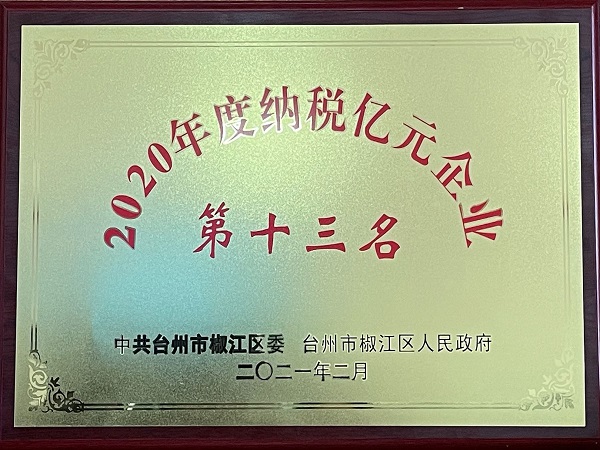 2020年度纳税亿元企业
第十三名
中共台州市椒江区委 台州市椒江区人民政府
二〇二一年二月